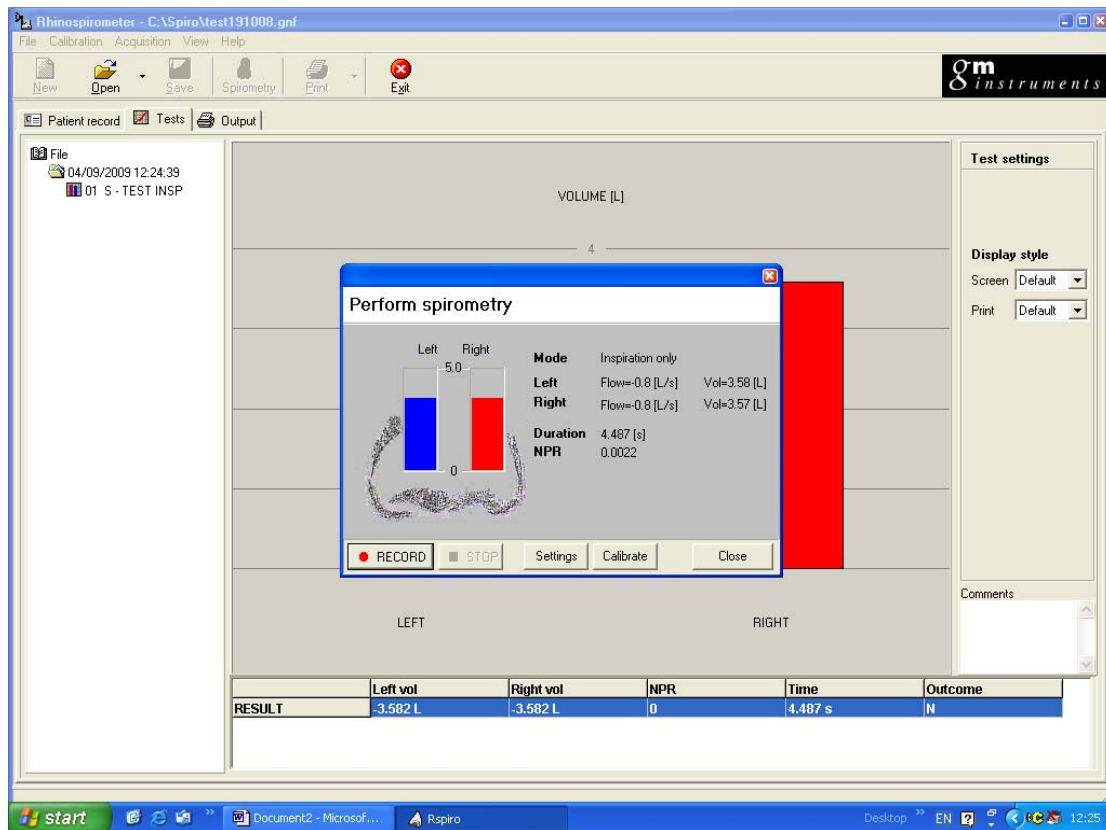 Rhinospirometer - C:\Spiro\test191008.gnf
File Calibration Acquisition View Help
New Open Save Spirometry Print Exit
gm instruments
Patient record Tests Output
File
04/09/2009 12:24:39
01 S - TEST INSP
VOLUME [L]
4
Test settings
Display style
Screen Default
Print Default
Perform spirometry
Left Right
5.0
0
Mode Inspiration only
Left Flow=-0.8 [L/s] Vol=3.58 [L]
Right Flow=-0.8 [L/s] Vol=3.57 [L]
Duration 4.487 [s]
NPR 0.0022
RECORD STOP Settings Calibrate Close
LEFT RIGHT
Comments
Left vol Right vol NPR Time Outcome
RESULT -3.582 L -3.582 L 0 4.487 s N
start Document2 - Microsof... Rspiro Desktop EN 12:25